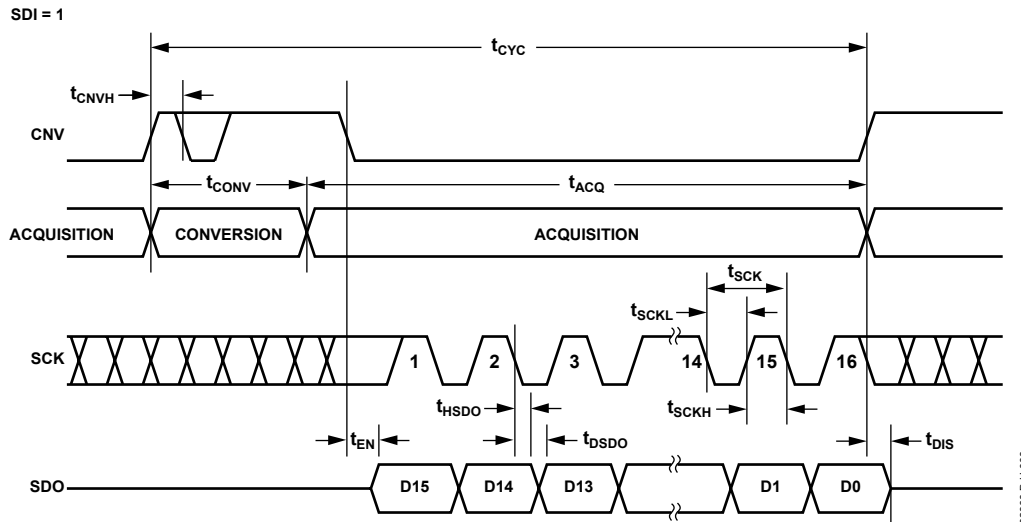 SDI = 1
tCYC
tCNVH
CNV
tCONV
tACQ
ACQUISITION
CONVERSION
ACQUISITION
tSCK
tSCKL
SCK
1
2
3
14
15
16
tHSDO
tSCKH
tEN
tDSDO
tDIS
SDO
D15
D14
D13
D1
D0